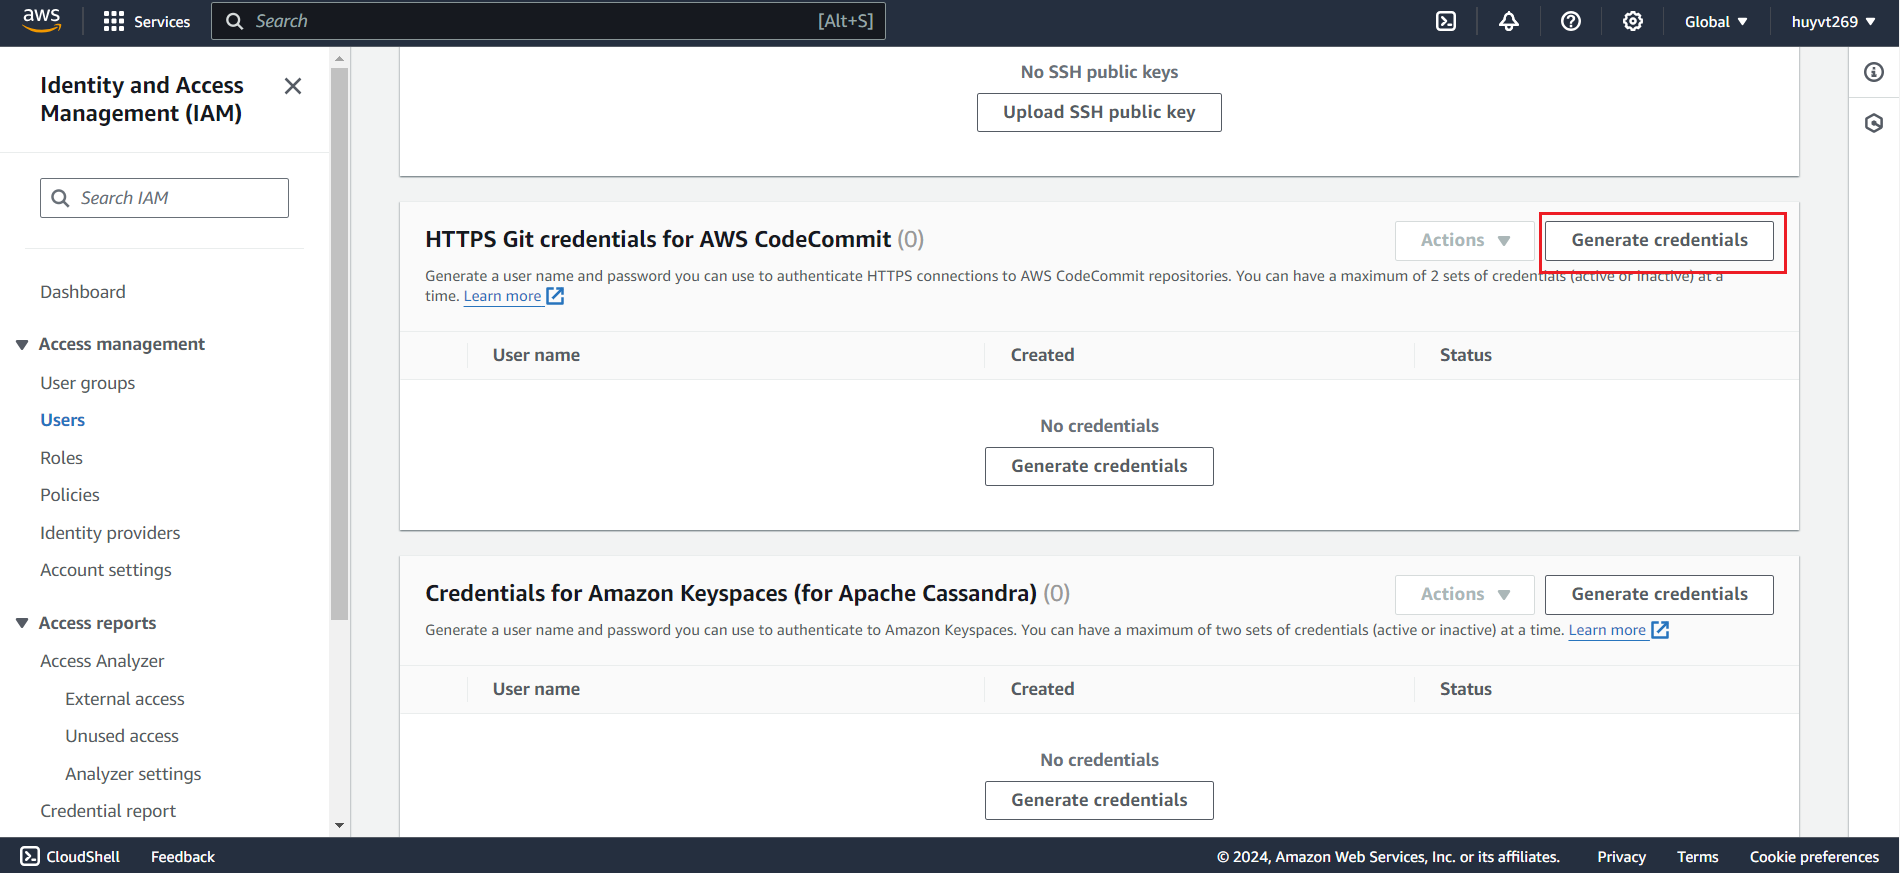 aws
Services
Search
[Alt+S]
Global
huyvt269
Identity and Access
Management (IAM)
Search IAM
Dashboard
Access management
User groups
Users
Roles
Policies
Identity providers
Account settings
Access reports
Access Analyzer
External access
Unused access
Analyzer settings
Credential report
No SSH public keys
Upload SSH public key
HTTPS Git credentials for AWS CodeCommit (0)
Actions
Generate credentials
Generate a user name and password you can use to authenticate HTTPS connections to AWS CodeCommit repositories. You can have a maximum of 2 sets of credentials (active or inactive) at a
time. Learn more
User name
Created
Status
No credentials
Generate credentials
Credentials for Amazon Keyspaces (for Apache Cassandra) (0)
Actions
Generate credentials
Generate a user name and password you can use to authenticate to Amazon Keyspaces. You can have a maximum of two sets of credentials (active or inactive) at a time. Learn more
User name
Created
Status
No credentials
Generate credentials
CloudShell
Feedback
© 2024, Amazon Web Services, Inc. or its affiliates.
Privacy
Terms
Cookie preferences